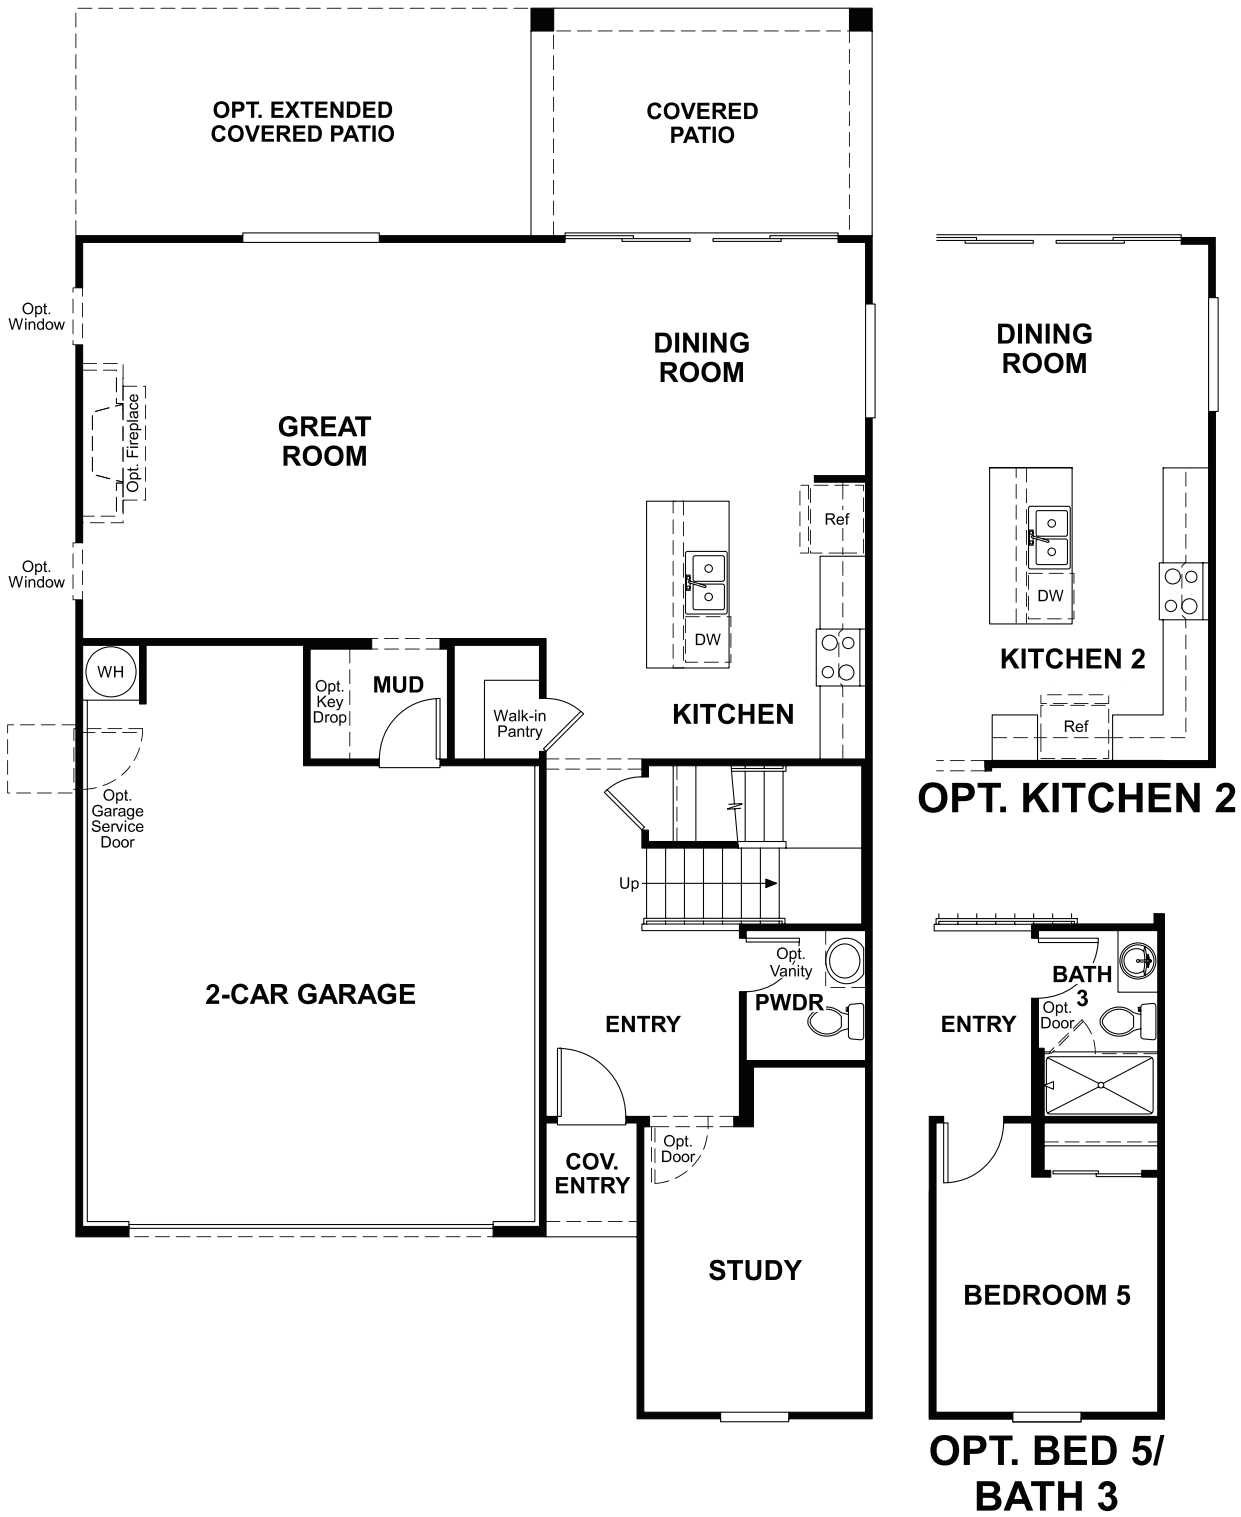 OPT. EXTENDED
COVERED PATIO
COVERED
PATIO
Opt.
Window
DINING
ROOM
DINING
ROOM
GREAT
ROOM
Opt. Fireplace
Ref
Opt.
Window
DW
DW
WH
MUD
Opt.
Key
Drop
Walk-in
Pantry
KITCHEN
KITCHEN 2
Ref
OPT. KITCHEN 2
Opt.
Garage
Service
Door
Up
2-CAR GARAGE
Opt.
Vanity
PWDR
ENTRY
BATH
3
Opt.
Door
ENTRY
Opt.
Door
COV.
ENTRY
STUDY
BEDROOM 5
OPT. BED 5/
BATH 3